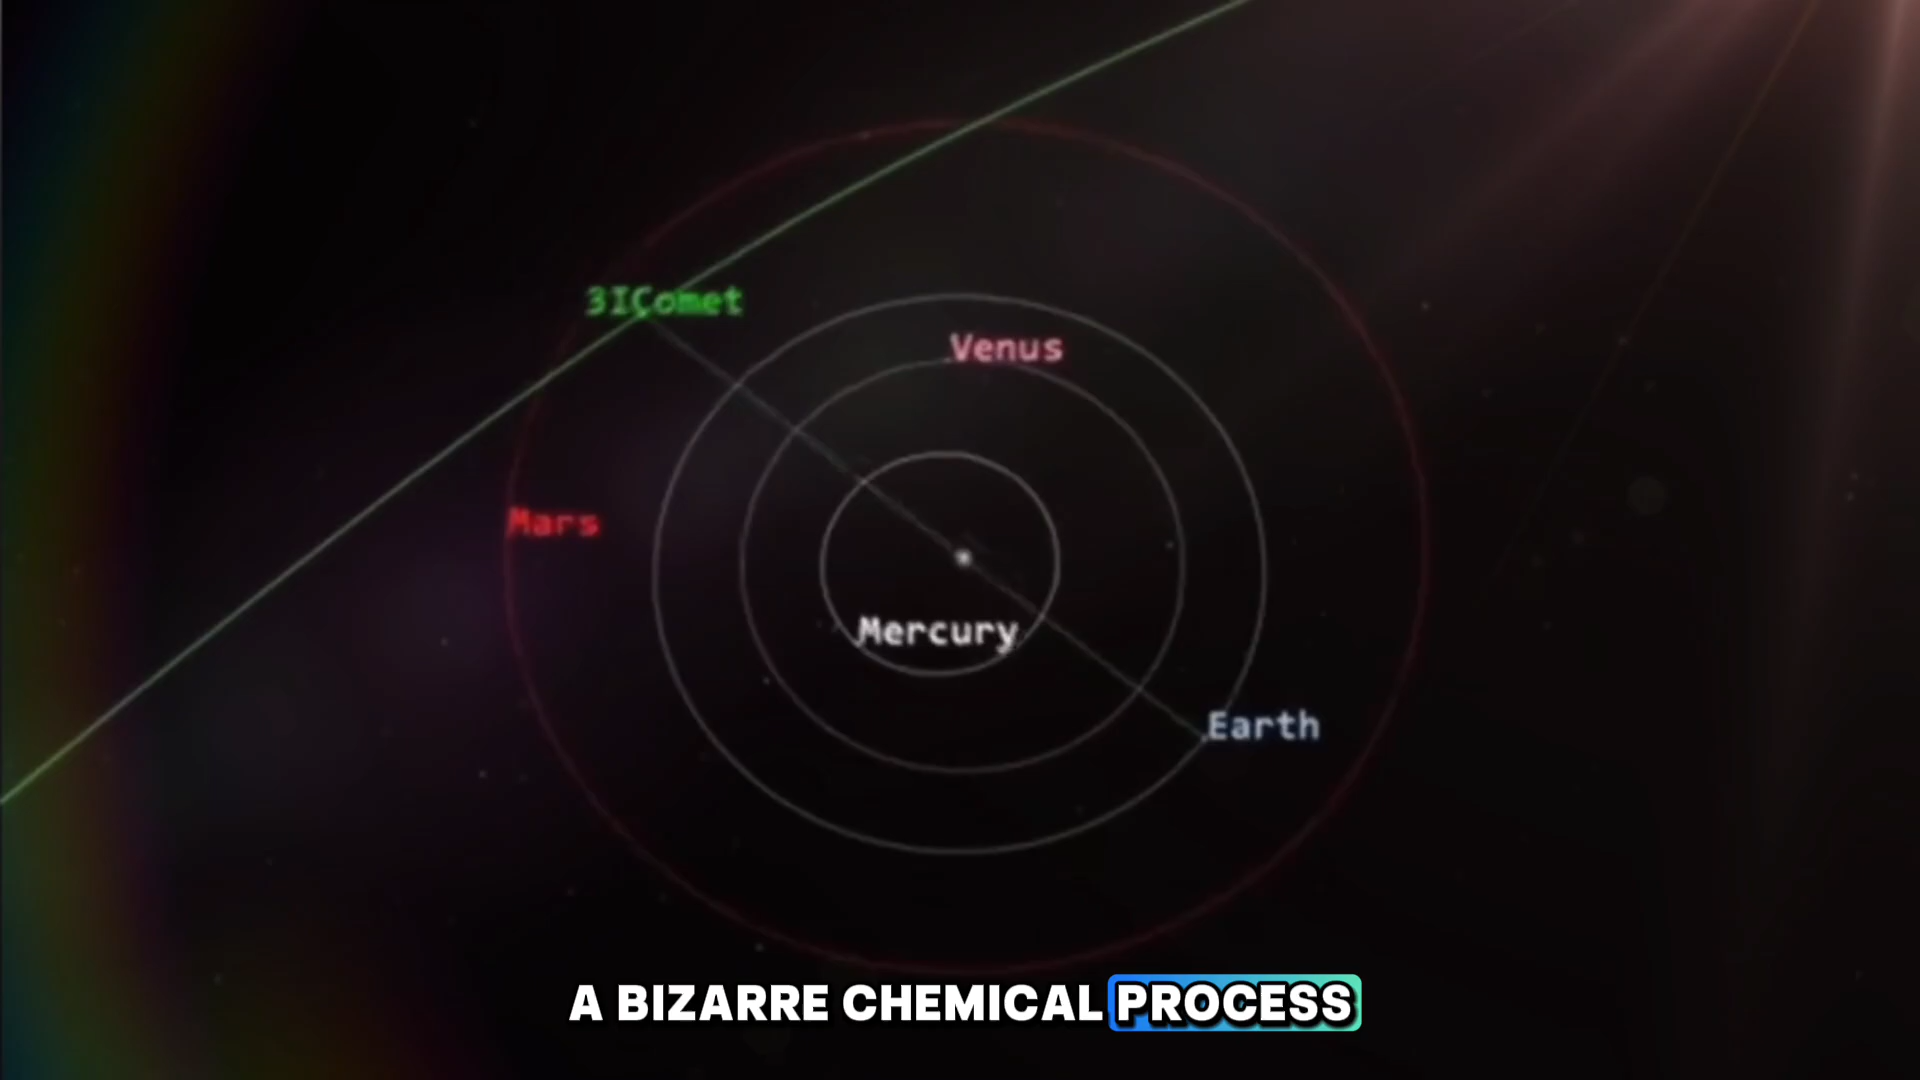 3IComet
Venus
Mars
Mercury
Earth
A BIZARRE CHEMICAL PROCESS